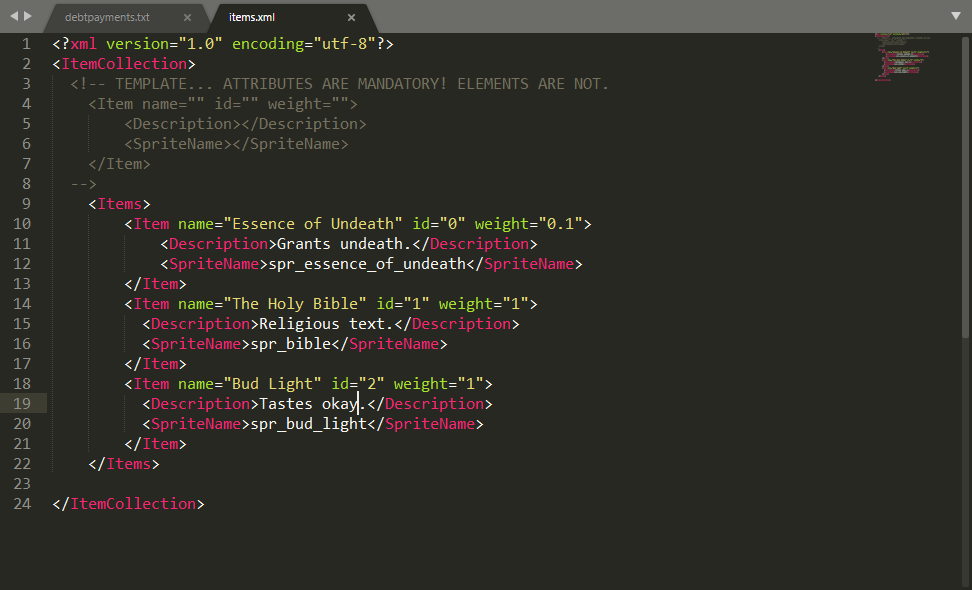 debtpayments.txt × items.xml ×
1 <?xml version="1.0" encoding="utf-8"?>
2 <ItemCollection>
3 <!-- TEMPLATE... ATTRIBUTES ARE MANDATORY! ELEMENTS ARE NOT.
4 <Item name="" id="" weight="">
5 <Description></Description>
6 <SpriteName></SpriteName>
7 </Item>
8 -->
9 <Items>
10 <Item name="Essence of Undeath" id="0" weight="0.1">
11 <Description>Grants undeath.</Description>
12 <SpriteName>spr_essence_of_undeath</SpriteName>
13 </Item>
14 <Item name="The Holy Bible" id="1" weight="1">
15 <Description>Religious text.</Description>
16 <SpriteName>spr_bible</SpriteName>
17 </Item>
18 <Item name="Bud Light" id="2" weight="1">
19 <Description>Tastes okay.</Description>
20 <SpriteName>spr_bud_light</SpriteName>
21 </Item>
22 </Items>
23
24 </ItemCollection>